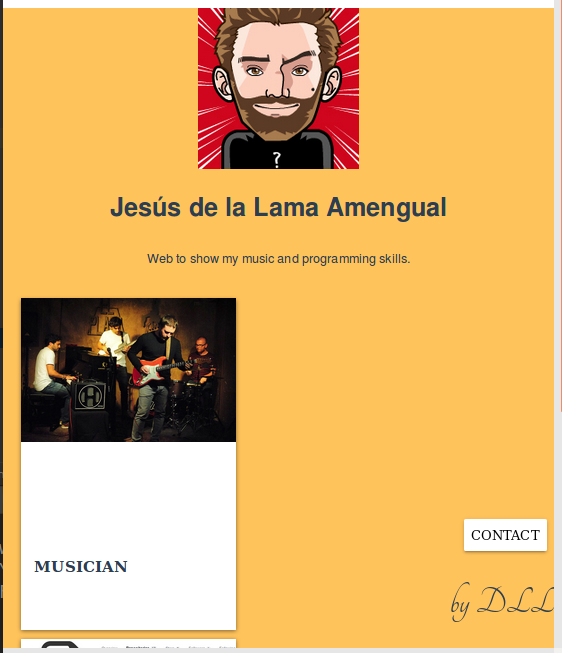 ?
Jesús de la Lama Amengual
Web to show my music and programming skills.
H
MUSICIAN
CONTACT
by DLL